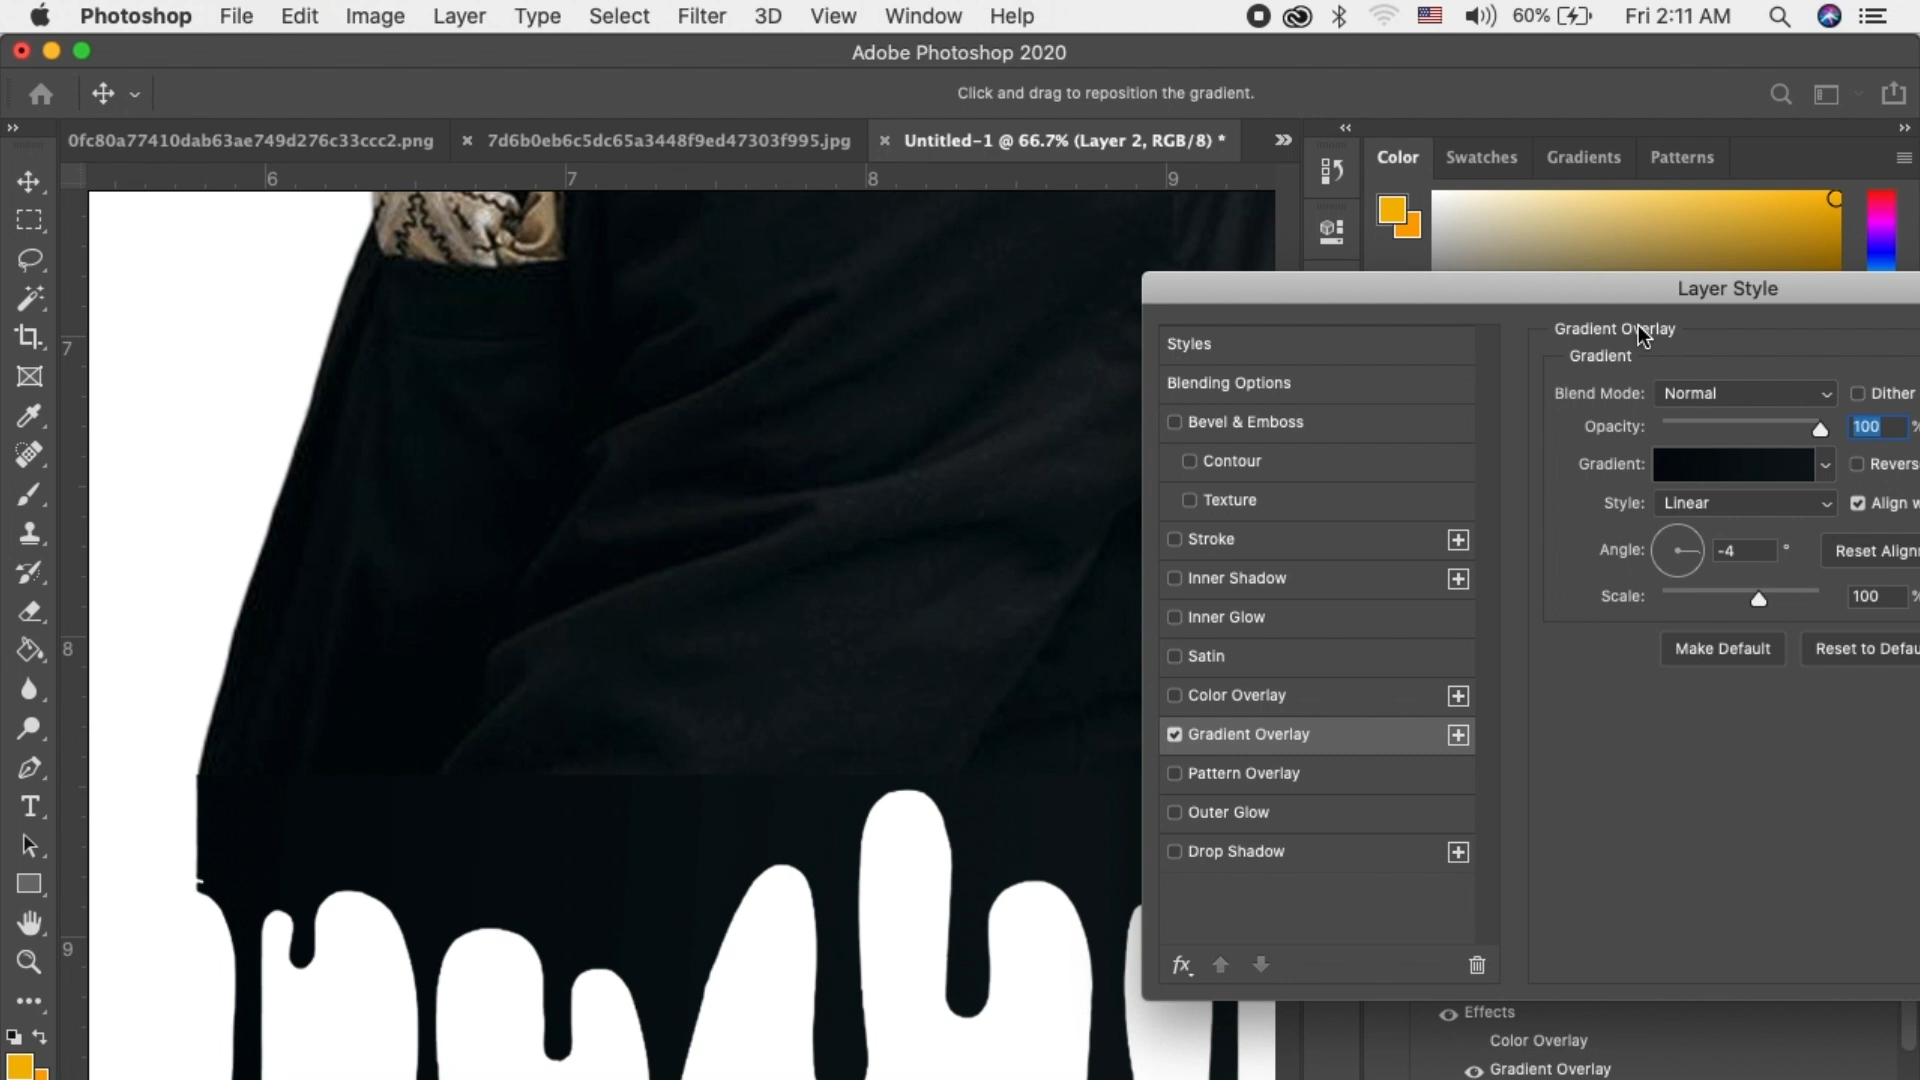 Photoshop File Edit Image Layer Type Select Filter 3D View Window Help 60% Fri 2:11 AM
Adobe Photoshop 2020
Click and drag to reposition the gradient.
0fc80a77410dab63ae749d276c33ccc2.png × 7d6b0eb6c5dc65a3448f9ed47303f995.jpg × Untitled-1 @ 66.7% (Layer 2, RGB/8) *
Color Swatches Gradients Patterns
6 7 8 9
7
8
9
Layer Style
Styles
Blending Options
Bevel & Emboss
Contour
Texture
Stroke
Inner Shadow
Inner Glow
Satin
Color Overlay
Gradient Overlay
Pattern Overlay
Outer Glow
Drop Shadow
fx
Gradient Overlay
Gradient
Blend Mode: Normal Dither
Opacity: 100 %
Gradient: Revers
Style: Linear Align w
Angle: -4 ° Reset Align
Scale: 100 %
Make Default Reset to Defau
Effects
Color Overlay
Gradient Overlay